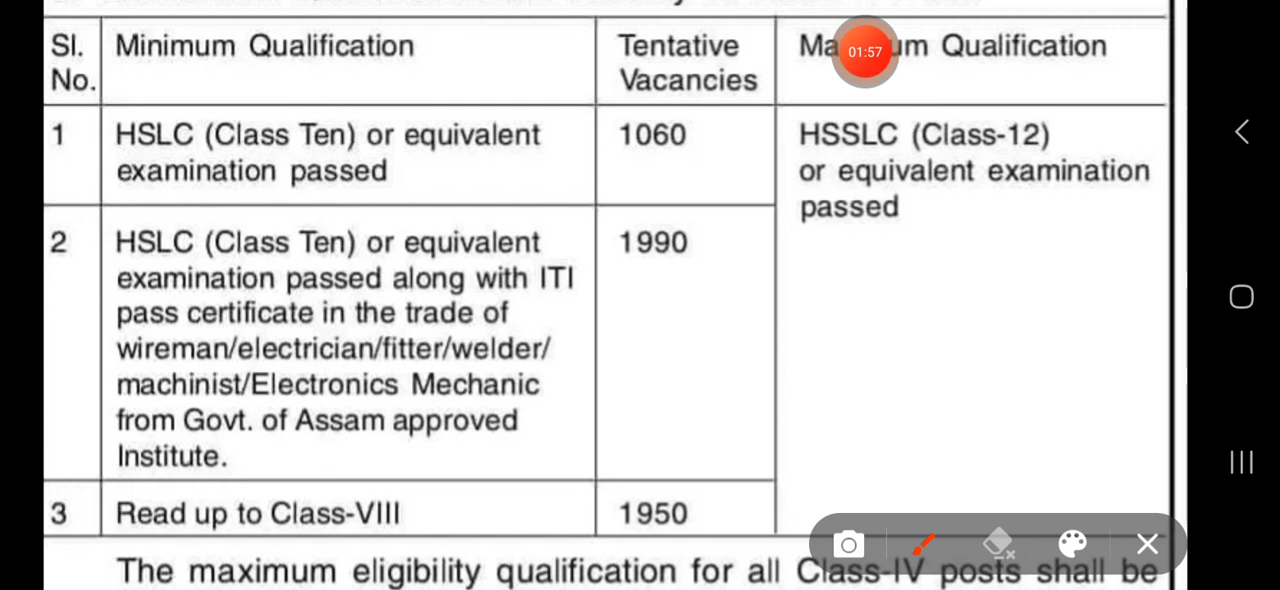 Sl. Minimum Qualification Tentative Qualification
No. Vacancies
01:57
1 HSLC (Class Ten) or equivalent 1060 HSSLC (Class-12)
examination passed or equivalent examination
passed
2 HSLC (Class Ten) or equivalent 1990
examination passed along with ITI
pass certificate in the trade of
wireman/electrician/fitter/welder/
machinist/Electronics Mechanic
from Govt. of Assam approved
Institute.
3 Read up to Class-VIII 1950
The maximum eligibility qualification for all Class-IV posts shall be